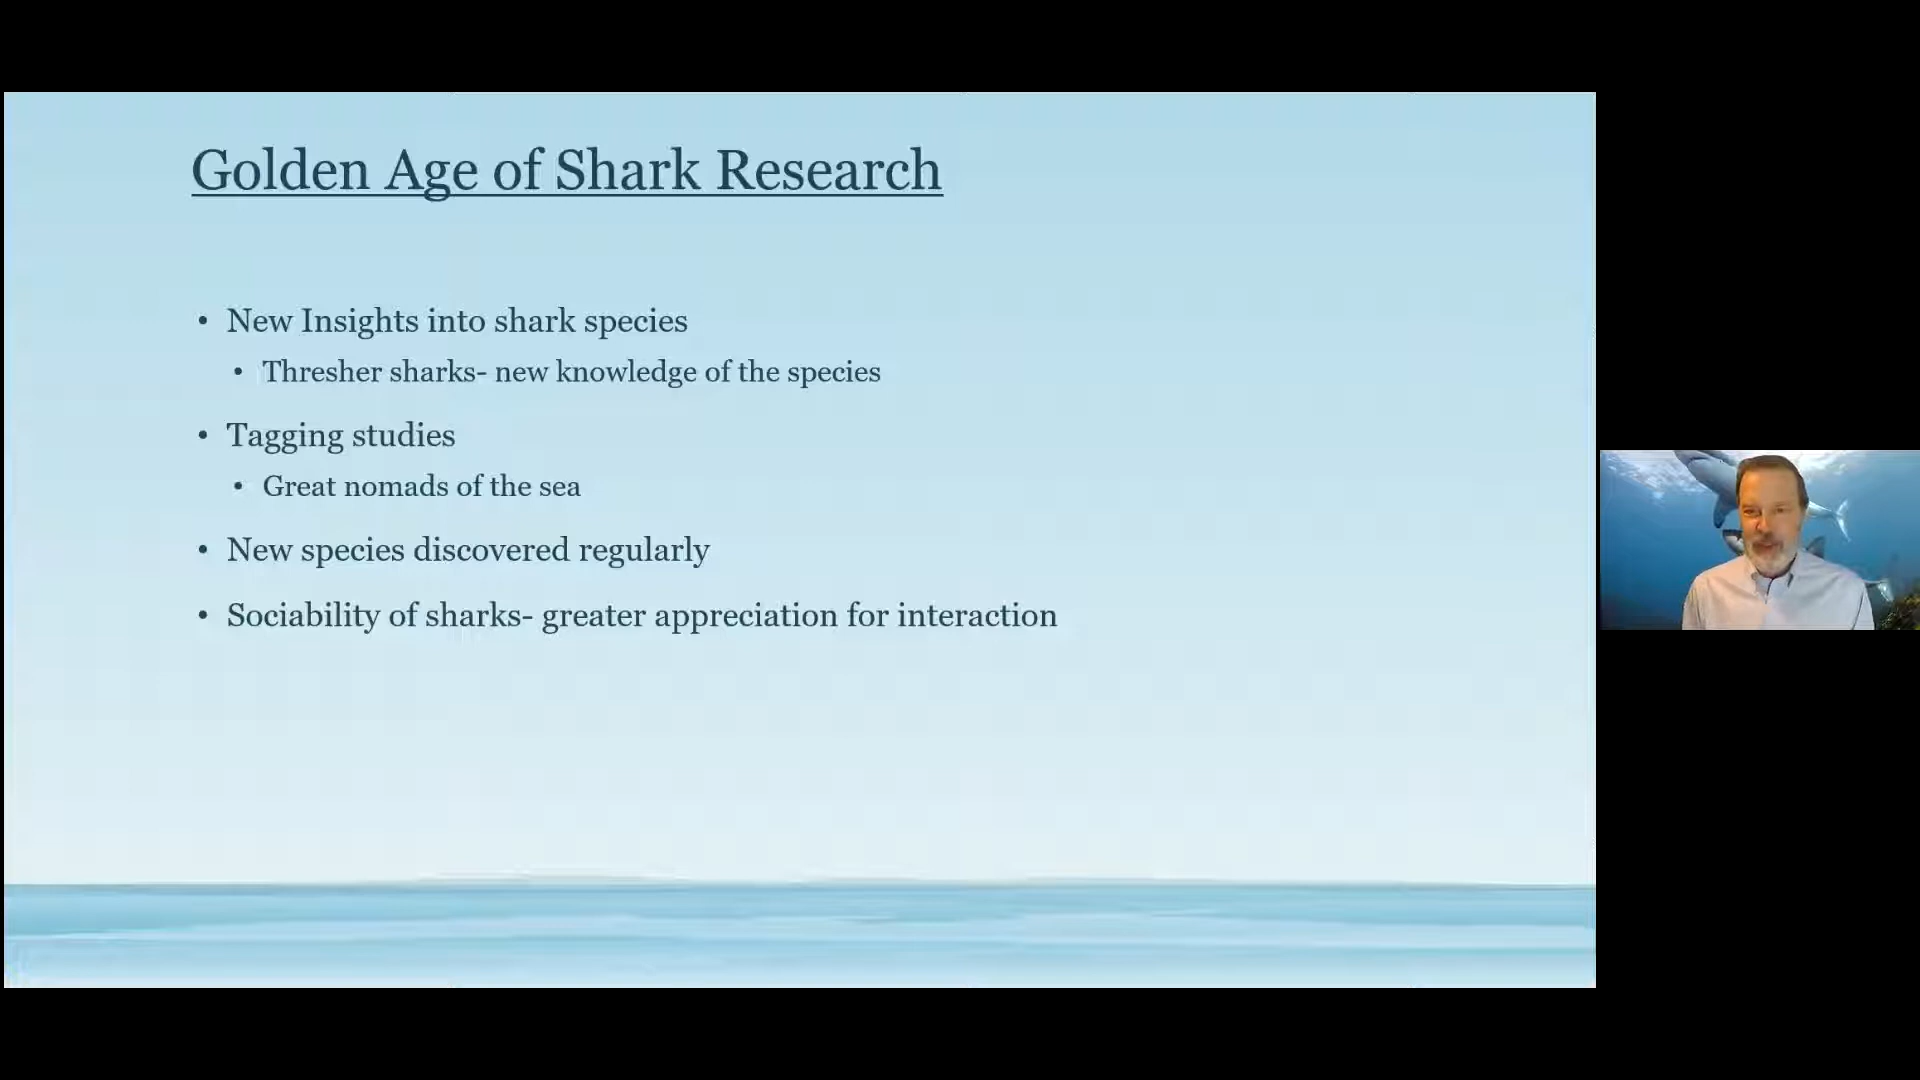 Golden Age of Shark Research
• New Insights into shark species
• Thresher sharks- new knowledge of the species
• Tagging studies
• Great nomads of the sea
• New species discovered regularly
• Sociability of sharks- greater appreciation for interaction